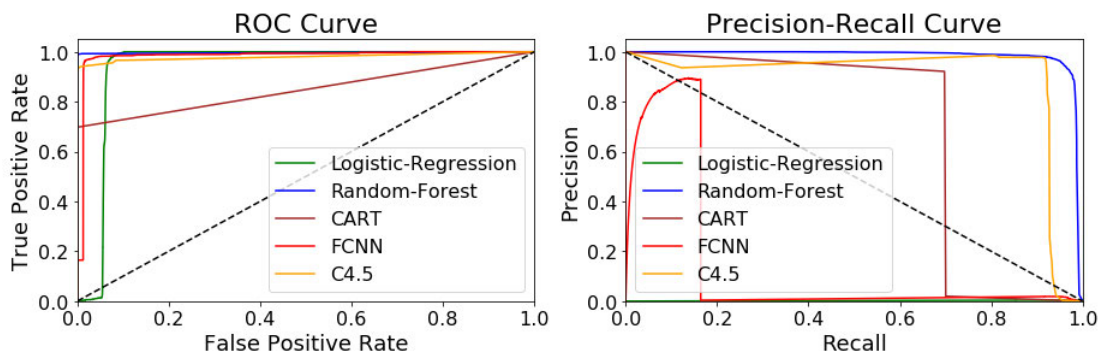 ROC Curve
True Positive Rate
1.0
0.8
0.6
0.4
0.2
0.0
Logistic-Regression
Random-Forest
CART
FCNN
C4.5
0.0 0.2 0.4 0.6 0.8 1.0
False Positive Rate
Precision-Recall Curve
Precision
1.0
0.8
0.6
0.4
0.2
0.0
Logistic-Regression
Random-Forest
CART
FCNN
C4.5
0.0 0.2 0.4 0.6 0.8 1.0
Recall